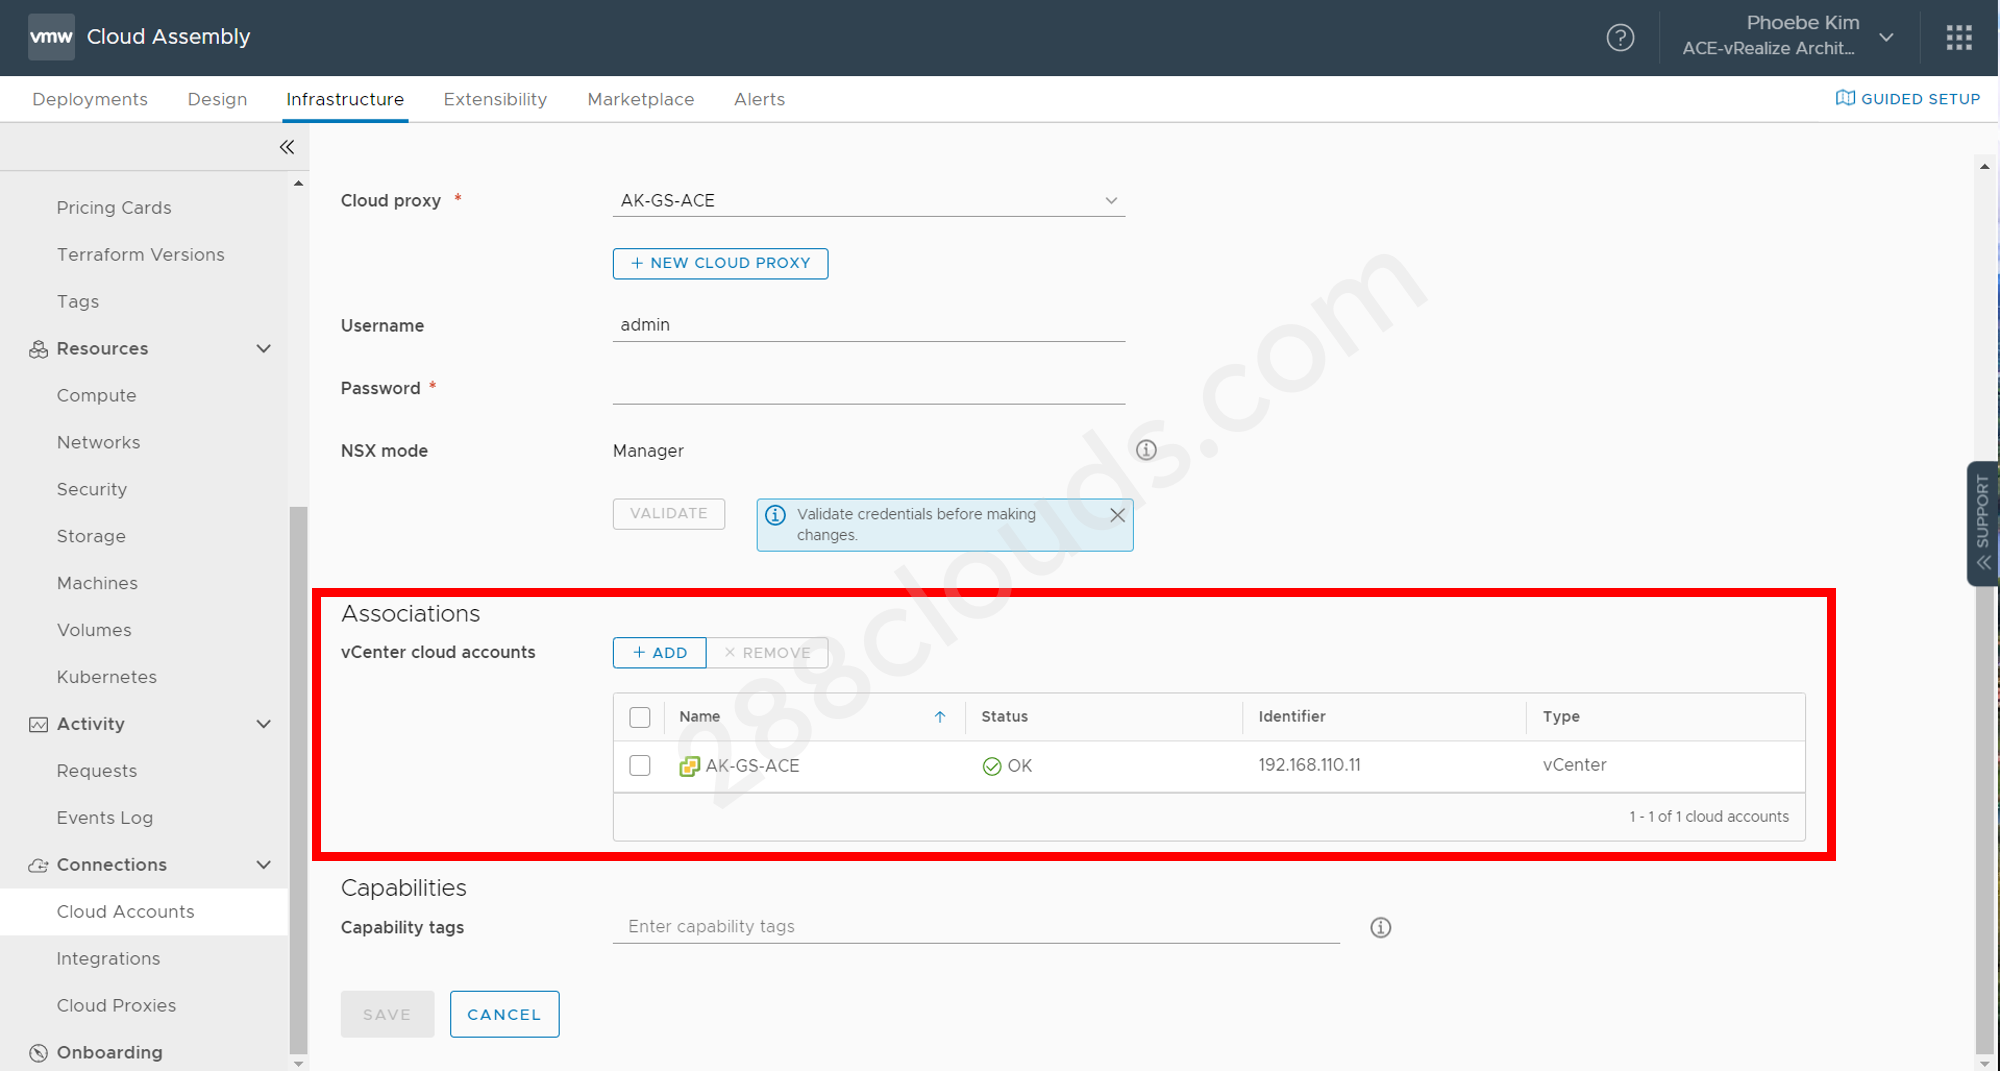 vmw Cloud Assembly
Phoebe Kim
ACE-vRealize Archit...
Deployments Design Infrastructure Extensibility Marketplace Alerts
GUIDED SETUP
Pricing Cards
Terraform Versions
Tags
Resources
Compute
Networks
Security
Storage
Machines
Volumes
Kubernetes
Activity
Requests
Events Log
Connections
Cloud Accounts
Integrations
Cloud Proxies
Onboarding
Cloud proxy * AK-GS-ACE
+ NEW CLOUD PROXY
Username admin
Password *
NSX mode Manager
VALIDATE
Validate credentials before making
changes.
Associations
vCenter cloud accounts + ADD × REMOVE
Name Status Identifier Type
AK-GS-ACE OK 192.168.110.11 vCenter
1 - 1 of 1 cloud accounts
Capabilities
Capability tags Enter capability tags
SAVE CANCEL
SUPPORT
288clouds.com